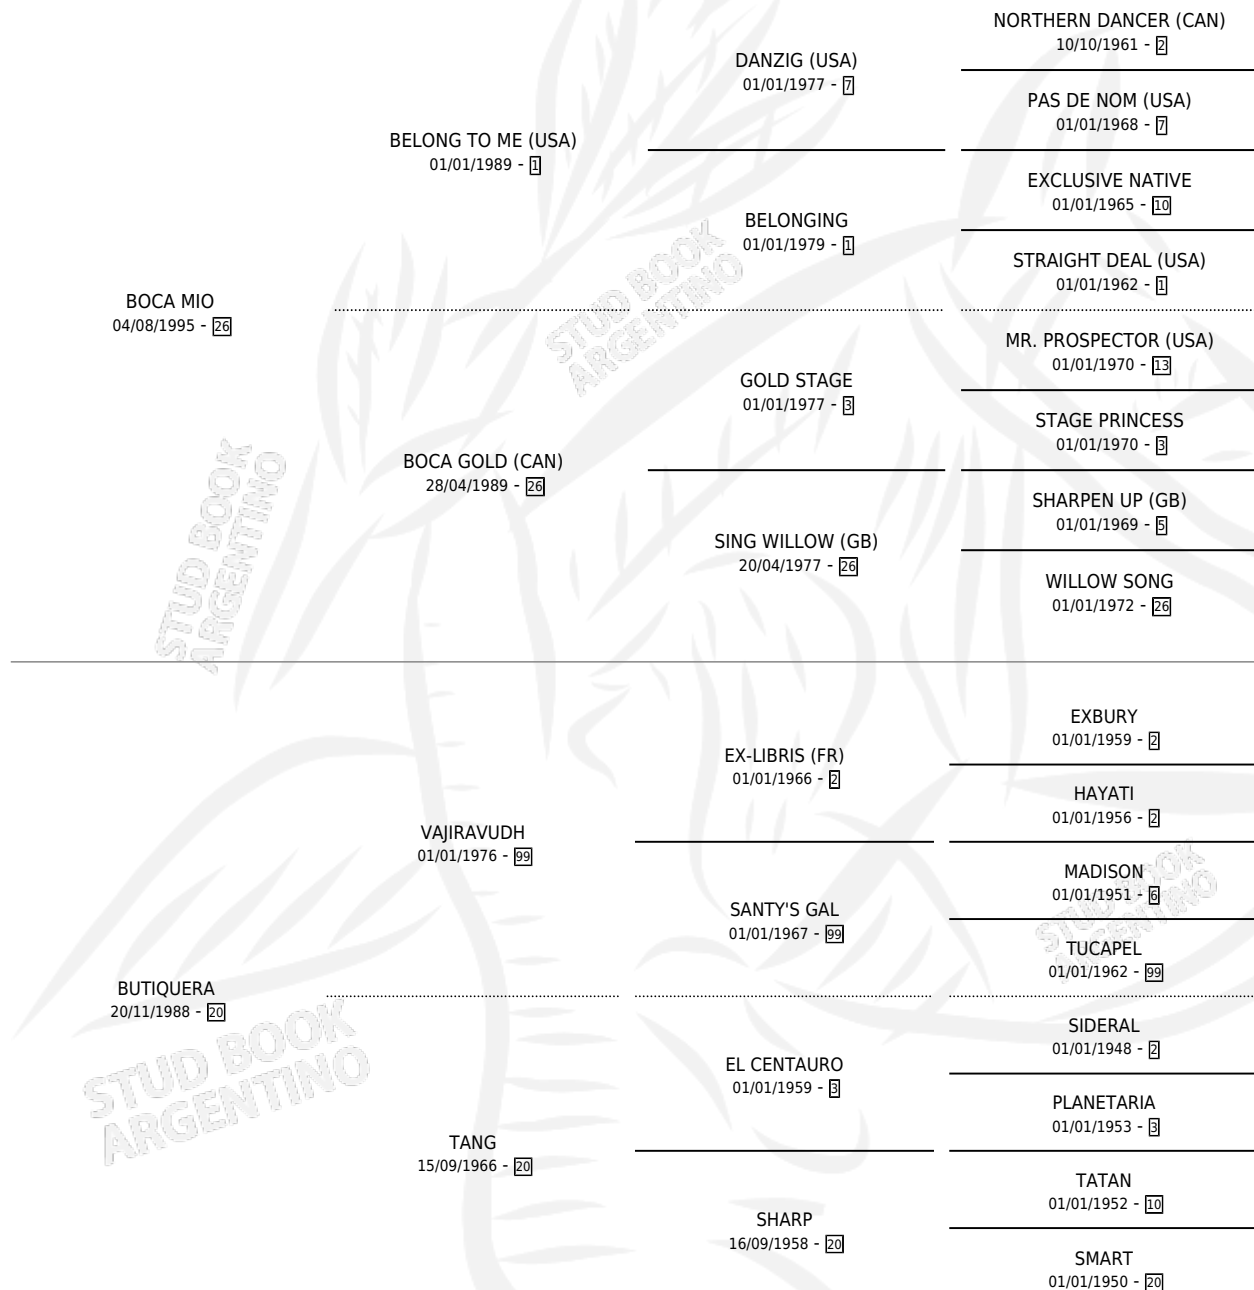 NORTHERN DANCER (CAN)
10/10/1961 - 2
DANZIG (USA)
01/01/1977 - 7
PAS DE NOM (USA)
01/01/1968 - 7
BELONG TO ME (USA)
01/01/1989 - 1
EXCLUSIVE NATIVE
01/01/1965 - 10
BELONGING
01/01/1979 - 1
STRAIGHT DEAL (USA)
01/01/1962 - 1
BOCA MIO
04/08/1995 - 26
MR. PROSPECTOR (USA)
01/01/1970 - 13
GOLD STAGE
01/01/1977 - 3
STAGE PRINCESS
01/01/1970 - 3
BOCA GOLD (CAN)
28/04/1989 - 26
SHARPEN UP (GB)
01/01/1969 - 5
SING WILLOW (GB)
20/04/1977 - 26
WILLOW SONG
01/01/1972 - 26
EXBURY
01/01/1959 - 2
EX-LIBRIS (FR)
01/01/1966 - 2
HAYATI
01/01/1956 - 2
VAJIRAVUDH
01/01/1976 - 99
MADISON
01/01/1951 - 6
SANTY'S GAL
01/01/1967 - 99
TUCAPEL
01/01/1962 - 99
BUTIQUERA
20/11/1988 - 20
SIDERAL
01/01/1948 - 2
EL CENTAURO
01/01/1959 - 3
PLANETARIA
01/01/1953 - 3
TANG
15/09/1966 - 20
TATAN
01/01/1952 - 10
SHARP
16/09/1958 - 20
SMART
01/01/1950 - 20
STUD BOOK
ARGENTINO
STUD BOOK
ARGENTINO
STUD BOOK
ARGENTINO
STUD BOOK
ARGENTINO